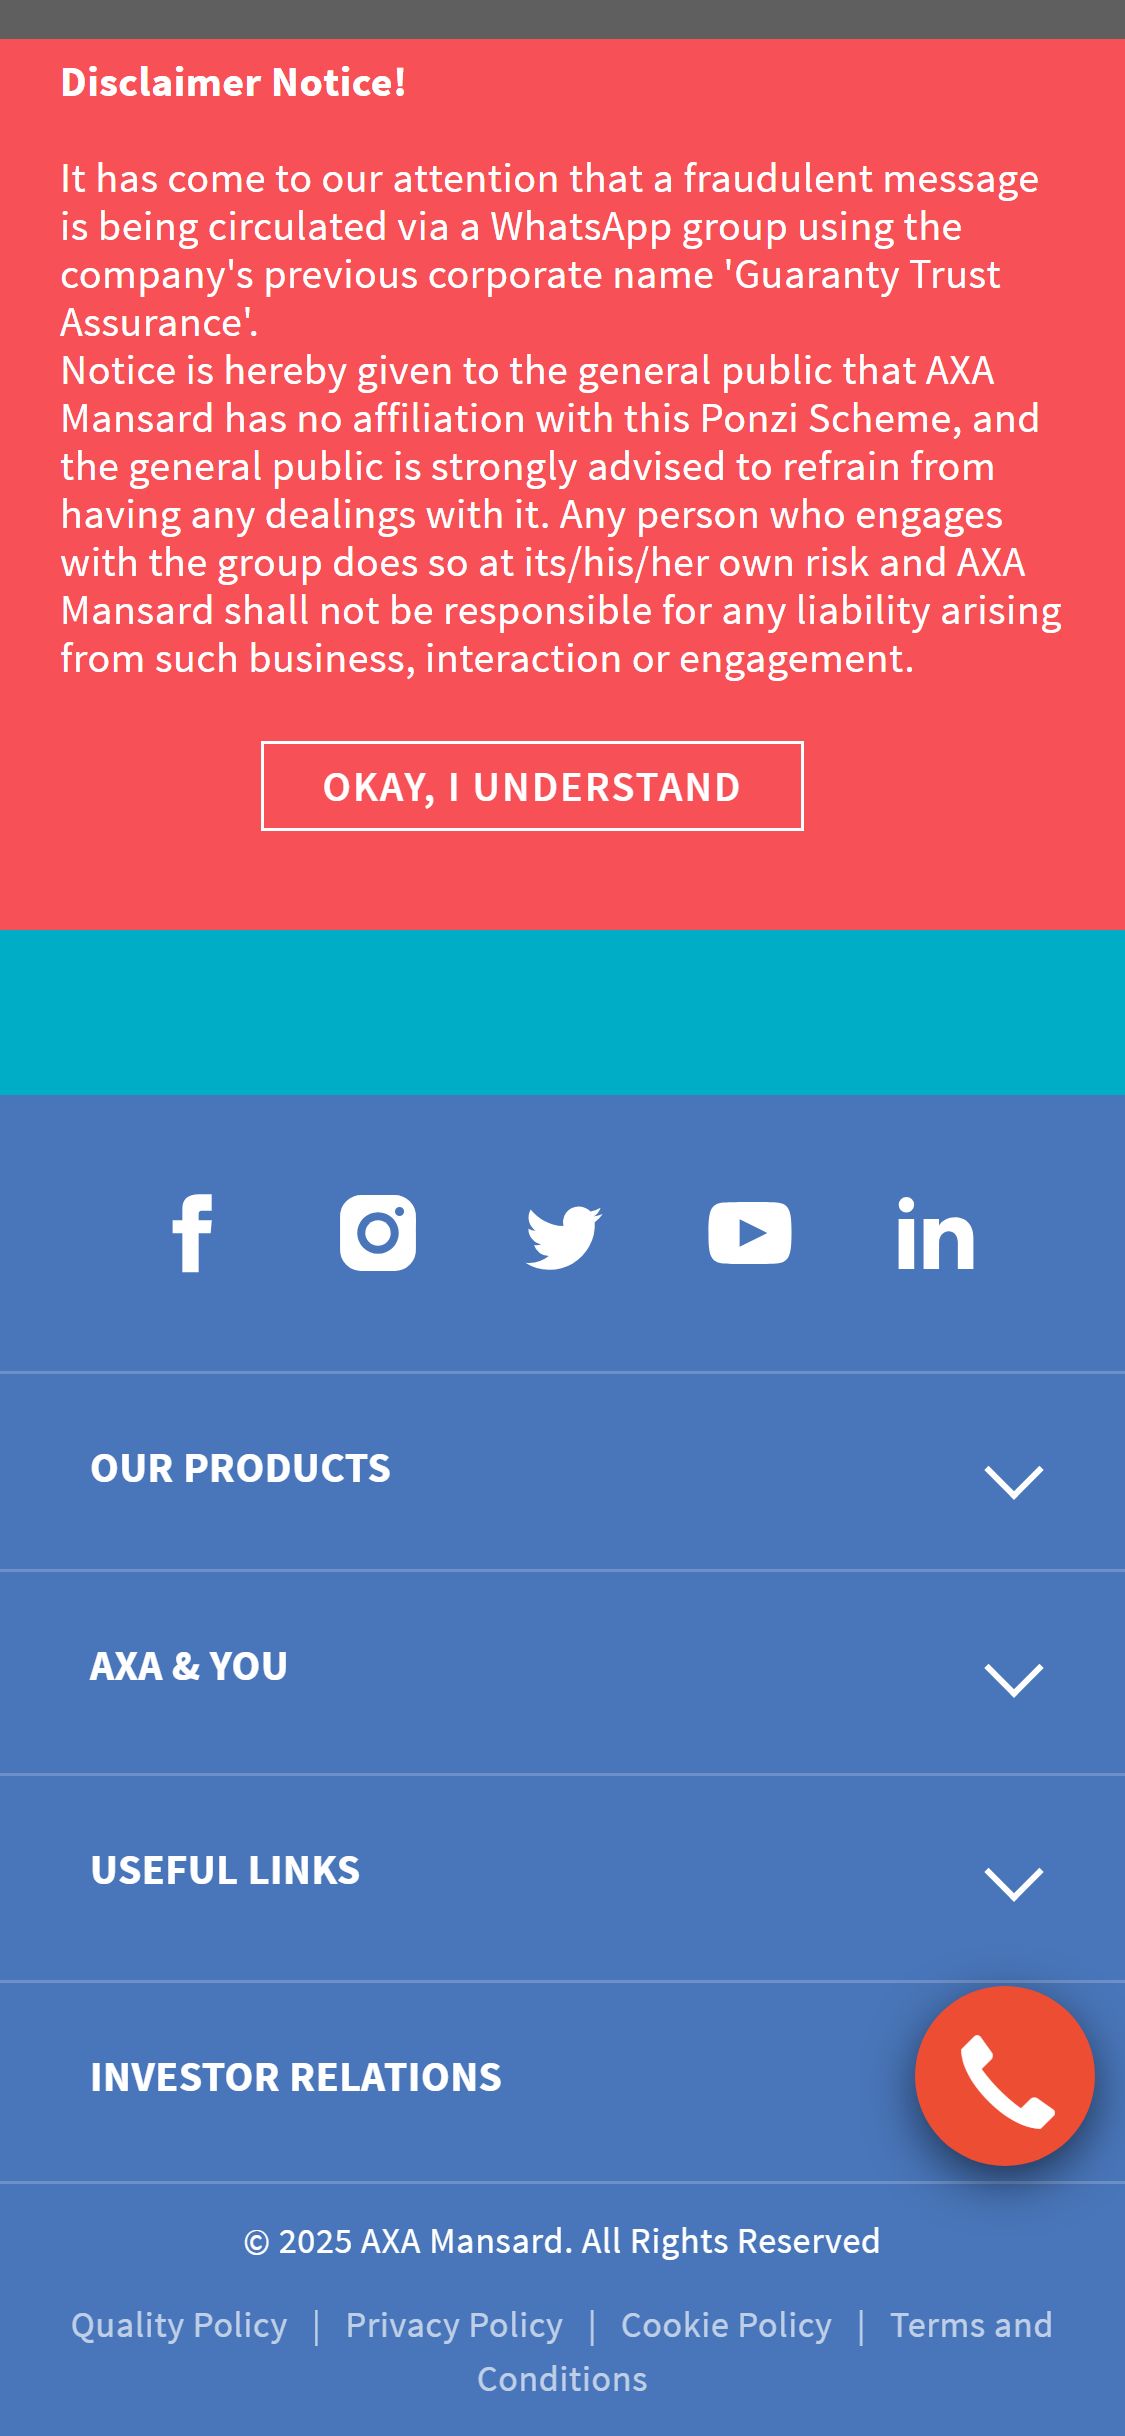 Disclaimer Notice!
It has come to our attention that a fraudulent message
is being circulated via a WhatsApp group using the
company's previous corporate name 'Guaranty Trust
Assurance'.
Notice is hereby given to the general public that AXA
Mansard has no affiliation with this Ponzi Scheme, and
the general public is strongly advised to refrain from
having any dealings with it. Any person who engages
with the group does so at its/his/her own risk and AXA
Mansard shall not be responsible for any liability arising
from such business, interaction or engagement.
OKAY, I UNDERSTAND
OUR PRODUCTS
AXA & YOU
USEFUL LINKS
INVESTOR RELATIONS
© 2025 AXA Mansard. All Rights Reserved
Quality Policy | Privacy Policy | Cookie Policy | Terms and
Conditions